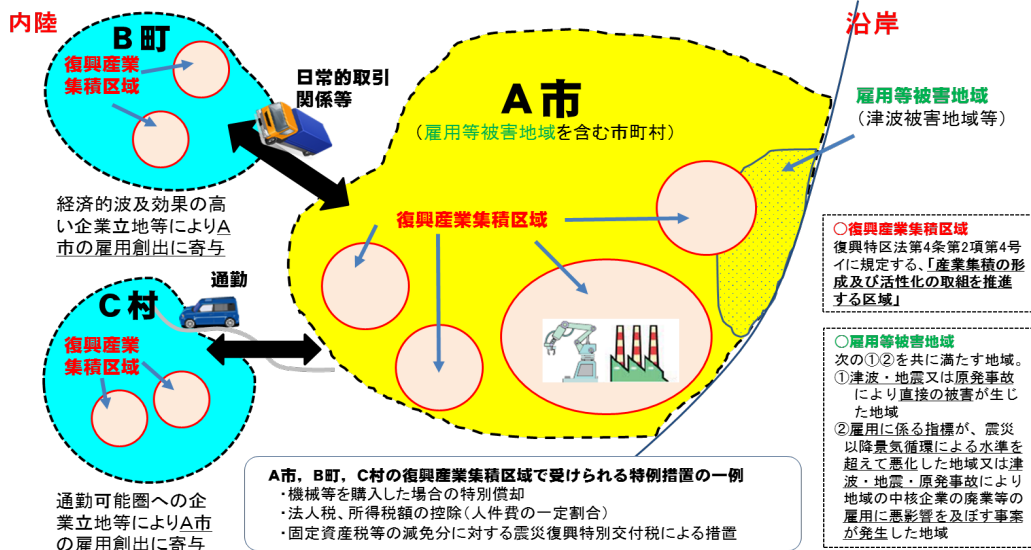 内陸
沿岸
B町
復興産業
集積区域
日常的取引
関係等
経済的波及効果の高
い企業立地等によりA
市の雇用創出に寄与
A市
（雇用等被害地域を含む市町村）
復興産業集積区域
雇用等被害地域
（津波被害地域等）
通勤
C村
復興産業
集積区域
通勤可能圏への企
業立地等によりA市
の雇用創出に寄与
○復興産業集積区域
復興特区法第4条第2項第4号
イに規定する、「産業集積の形
成及び活性化の取組を推進
する区域」
○雇用等被害地域
次の①②を共に満たす地域。
①津波・地震又は原発事故
により直接の被害が生じ
た地域
②雇用に係る指標が、震災
以降景気循環による水準を
超えて悪化した地域又は津
波・地震・原発事故により
地域の中核企業の廃業等の
雇用に悪影響を及ぼす事案
が発生した地域
A市，B町，C村の復興産業集積区域で受けられる特例措置の一例
・機械等を購入した場合の特別償却
・法人税、所得税額の控除（人件費の一定割合）
・固定資産税等の減免分に対する震災復興特別交付税による措置